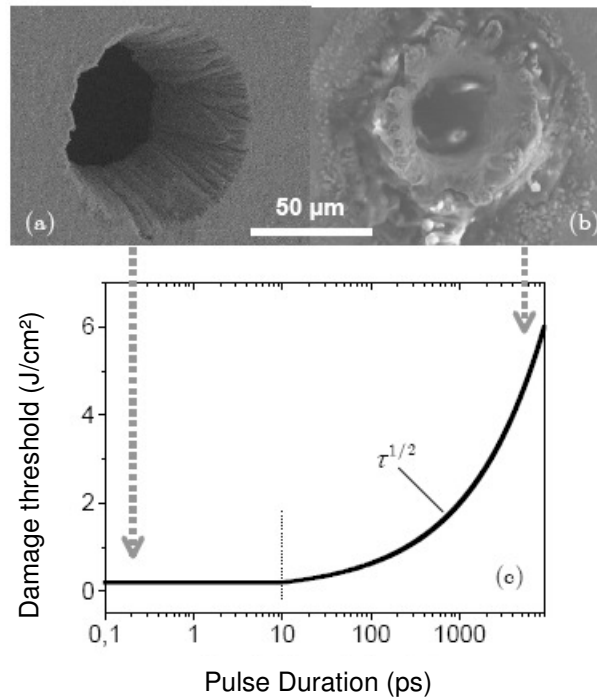 (a)
50 µm
(b)
Damage threshold (J/cm²)
6
4
2
0
τ^1/2
(c)
0,1
1
10
100
1000
Pulse Duration (ps)